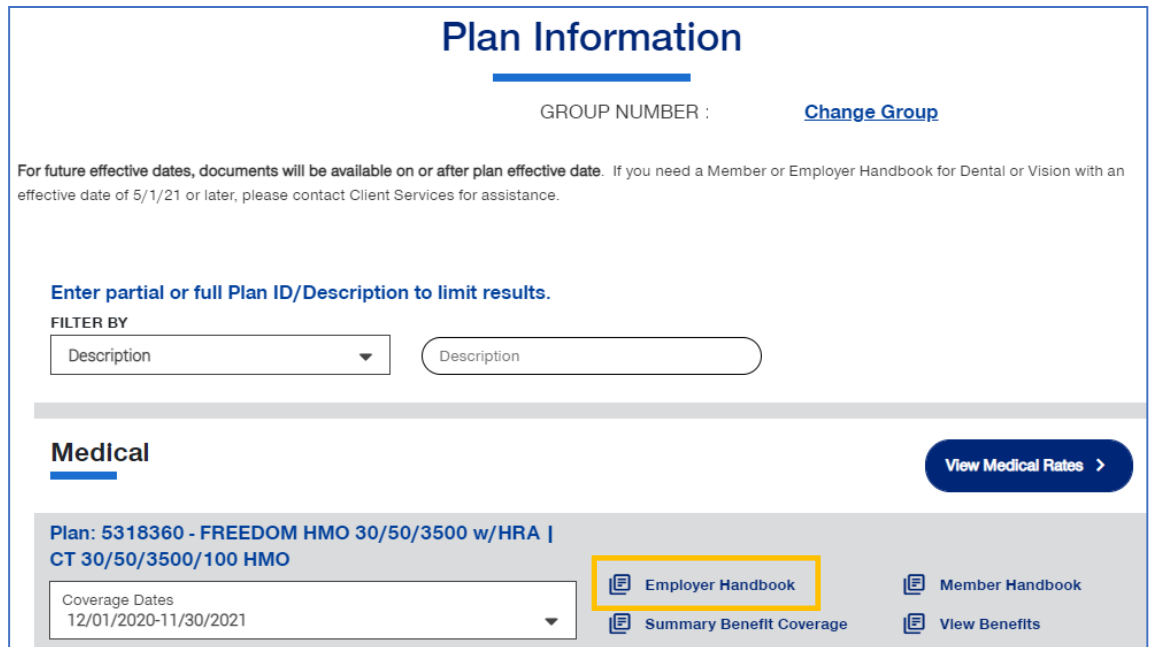 Plan Information
GROUP NUMBER : Change Group
For future effective dates, documents will be available on or after plan effective date. If you need a Member or Employer Handbook for Dental or Vision with an
effective date of 5/1/21 or later, please contact Client Services for assistance.
Enter partial or full Plan ID/Description to limit results.
FILTER BY
Description Description
Medical
View Medical Rates >
Plan: 5318360 - FREEDOM HMO 30/50/3500 w/HRA |
CT 30/50/3500/100 HMO
Employer Handbook Member Handbook
Coverage Dates
12/01/2020-11/30/2021
Summary Benefit Coverage View Benefits